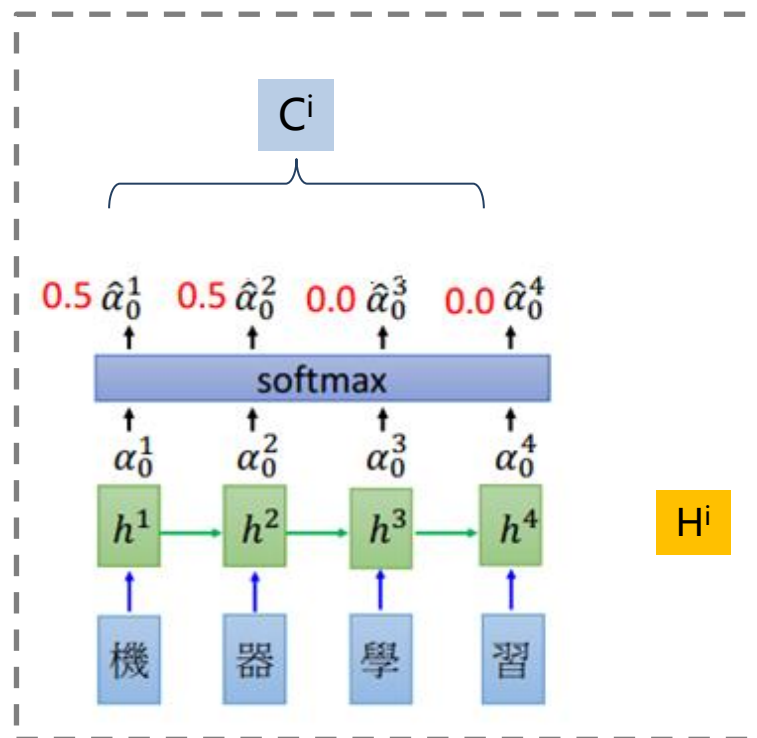 Cⁱ
0.5 α̂₀¹ 0.5 α̂₀² 0.0 α̂₀³ 0.0 α̂₀⁴
softmax
α₀¹ α₀² α₀³ α₀⁴
h¹ h² h³ h⁴
Hⁱ
機 器 學 習